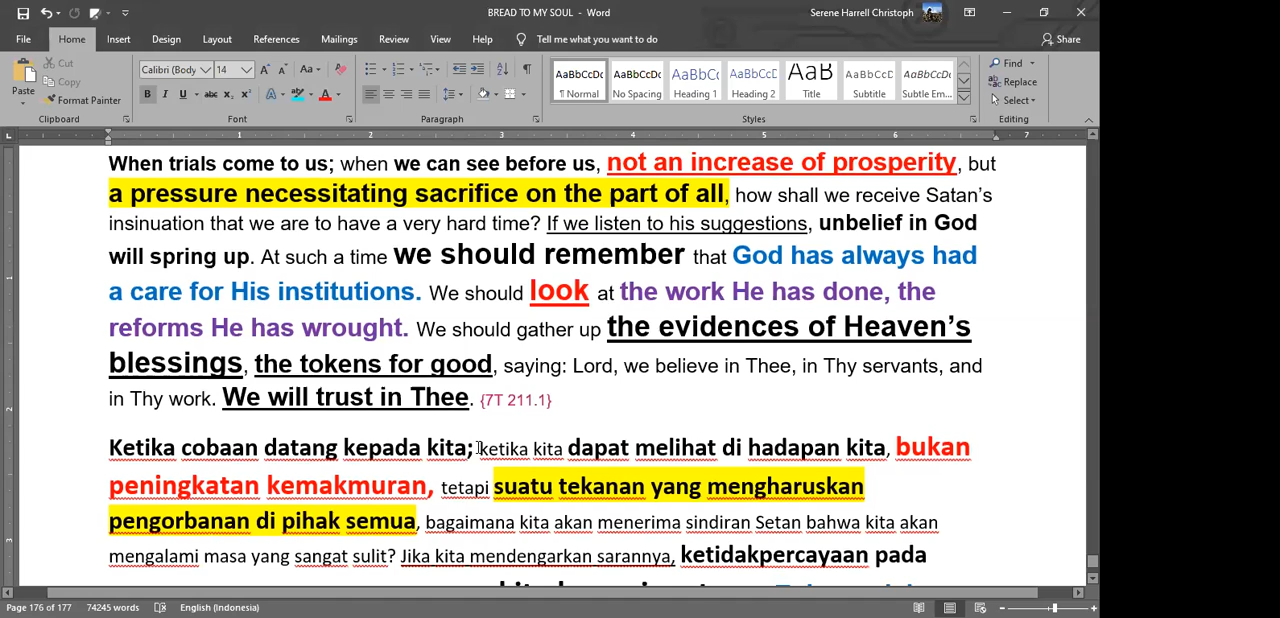 BREAD TO MY SOUL - Word
Serene Harrell Christoph
File Home Insert Design Layout References Mailings Review View Help Tell me what you want to do Share
Paste Cut Copy Format Painter
Calibri (Body 14
AaBbCcDc AaBbCcDc AaBbCc AaBbCcD AaB AaBbCcD AaBbCcDc
¶ Normal No Spacing Heading 1 Heading 2 Title Subtitle Subtle Em...
Find Replace Select
Clipboard Font Paragraph Styles Editing
1 2 3 4 5 6 7
When trials come to us; when we can see before us, not an increase of prosperity, but
a pressure necessitating sacrifice on the part of all, how shall we receive Satan’s
insinuation that we are to have a very hard time? If we listen to his suggestions, unbelief in God
will spring up. At such a time we should remember that God has always had
a care for His institutions. We should look at the work He has done, the
reforms He has wrought. We should gather up the evidences of Heaven’s
blessings, the tokens for good, saying: Lord, we believe in Thee, in Thy servants, and
in Thy work. We will trust in Thee. {7T 211.1}
Ketika cobaan datang kepada kita; ketika kita dapat melihat di hadapan kita, bukan
peningkatan kemakmuran, tetapi suatu tekanan yang mengharuskan
pengorbanan di pihak semua, bagaimana kita akan menerima sindiran Setan bahwa kita akan
mengalami masa yang sangat sulit? Jika kita mendengarkan sarannya, ketidakpercayaan pada
Page 176 of 177 74245 words English (Indonesia) 100%